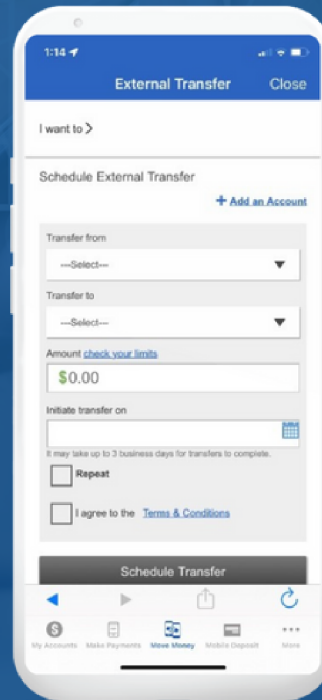 1:14
External Transfer Close
I want to >
Schedule External Transfer
+ Add an Account
Transfer from
---Select---
Transfer to
---Select---
Amount check your limits
$0.00
Initiate transfer on
It may take up to 3 business days for transfers to complete.
Repeat
I agree to the Terms & Conditions
Schedule Transfer
My Accounts Make Payments Move Money Mobile Deposit More